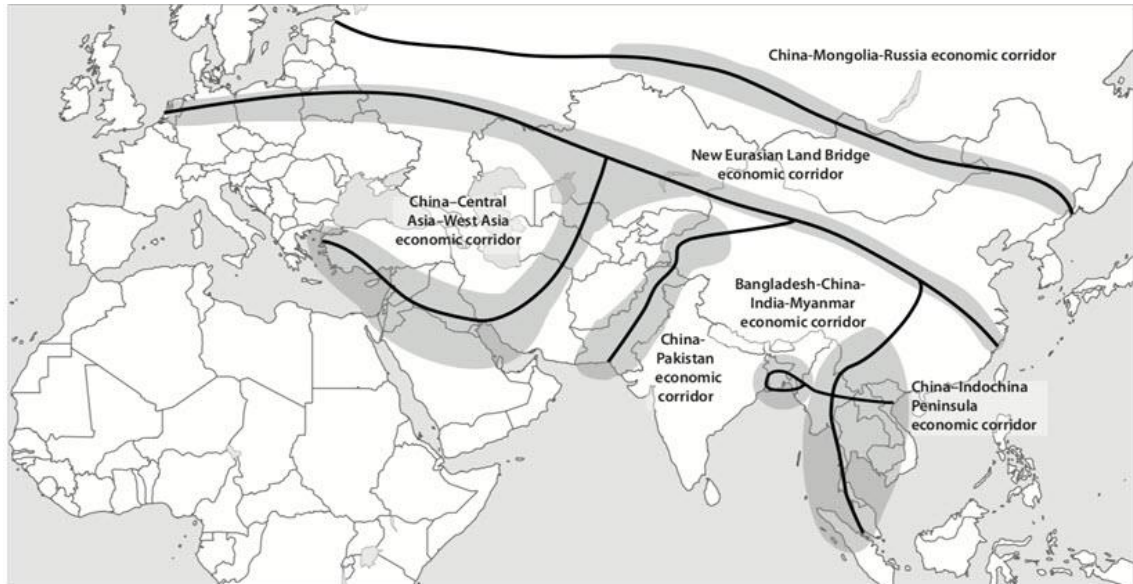 China-Mongolia-Russia economic corridor
New Eurasian Land Bridge
economic corridor
China–Central
Asia–West Asia
economic corridor
Bangladesh-China-
India-Myanmar
economic corridor
China-
Pakistan
economic
corridor
China–Indochina
Peninsula
economic corridor